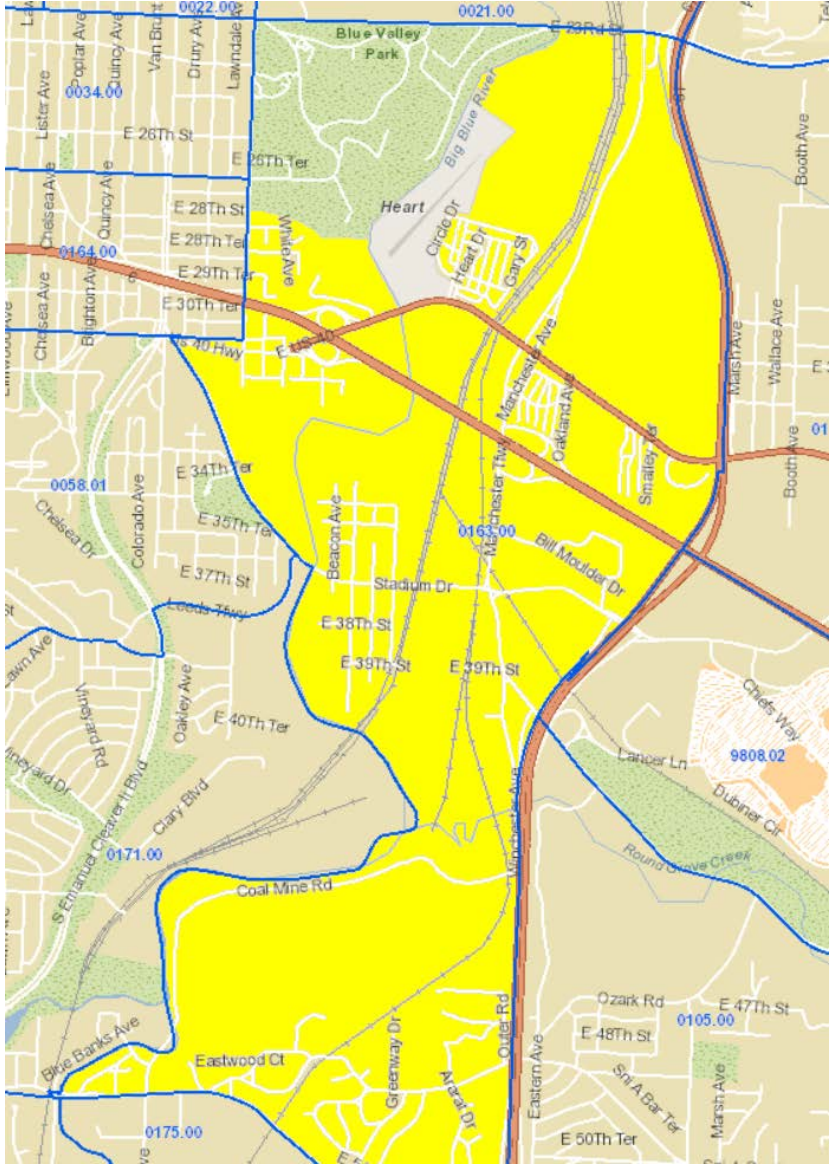 0022.00
0021.00
E 23Rd St
Blue Valley
Park
Poplar Ave
Quincy Ave
Van Brunt
Drury Ave
Lawndale Ave
0034.00
Lister Ave
E 26Th St
E 26Th Ter
Big Blue River
Booth Ave
Heart
Chelsea Ave
Quincy Ave
E 28Th St
E 28Th Ter
White Ave
Circle Dr
Heart Dr
Gary St
0164.00
E 29Th Ter
E 30Th Ter
Chelsea Ave
Brighton Ave
40 Hwy
E US-40
Manchester Ave
Oakland Ave
Marsh Ave
Wallace Ave
Booth Ave
Smalley Ter
E 34Th Ter
0058.01
Colorado Ave
Chelsea Dr
E 35Th Ter
Beacon Ave
Manchester Tfwy
0163.00
Bill Moulder Dr
E 37Th St
Stadium Dr
Leeds Tfwy
E 38Th St
E 39Th St
E 39Th St
Vineyard Rd
Oakley Ave
E 40Th Ter
Chiefs Way
Lancer Ln
9808.02
Dubiner Cir
Vineyard Dr
S Emanuel Cleaver II Blvd
Clary Blvd
Winchester Ave
0171.00
Round Grove Creek
Coal Mine Rd
Ozark Rd
E 47Th St
0105.00
E 48Th St
Outer Rd
Blue Banks Ave
Eastwood Ct
Greenway Dr
Ararat Dr
Eastern Ave
Sni A Bar Ter
Marsh Ave
0175.00
E 50Th Ter